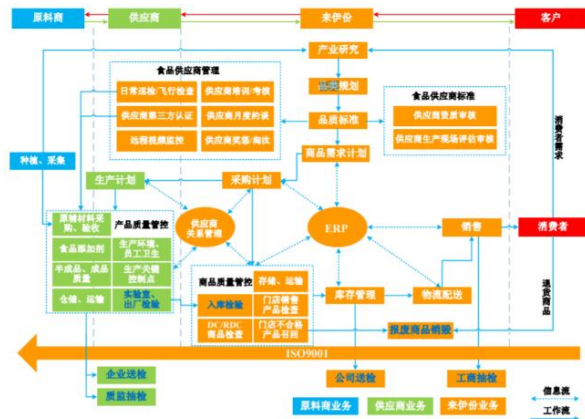 原料商
供应商
来伊份
客户
产业研究
食品供应商管理
日常巡检/飞行检查
供应商培训/考核
品类规划
食品供应商标准
供应商第三方认证
供应商月度约谈
品质标准
供应商资质审核
远程视频监控
供应商奖惩/淘汰
供应商生产现场评估审核
商品需求计划
消费者需求
种植、采集
生产计划
采购计划
原辅材料采
购、验收
产品质量管控
供应商
关系管理
ERP
销售
消费者
食品添加剂
生产环境、
员工卫生
半成品、成品
质量
生产关键
控制点
商品质量管控
存储、运输
仓储、运输
实验室、
出厂检验
入库检验
门店销售
产品检查
库存管理
物流配送
退货商品
DC/RDC
商品检查
门店不合格
产品召回
报废商品销毁
ISO9001
企业送检
公司送检
工商抽检
质监抽检
信息流
工作流
原料商业务
供应商业务
来伊份业务